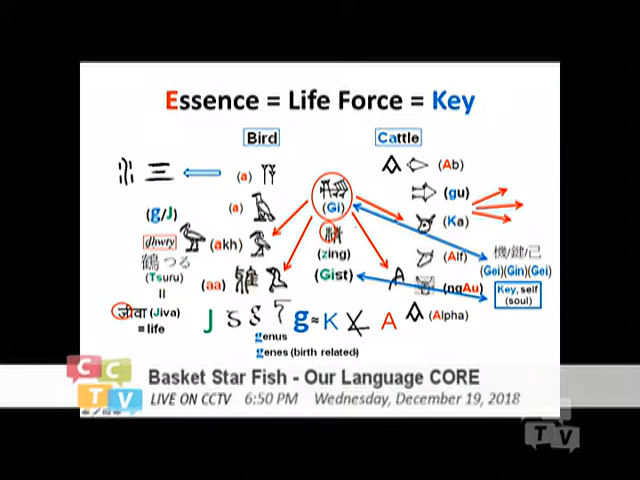 Essence = Life Force = Key
Bird
Cattle
三
(a)
(Gi)
(Ab)
(g/J)
(a)
(gu)
(Ka)
dhwty
(akh)
(zing)
鶴 つる
(Tsuru)
(aa)
(Gist)
(Alf)
(ngAu)
機/鍵/己
(Gei)(Gin)(Gei)
Key, self
(soul)
जीवा (Jiva)
= life
J
g = K
A
(Alpha)
genus
genes (birth related)
CCTV
Basket Star Fish - Our Language CORE
LIVE ON CCTV 6:50 PM Wednesday, December 19, 2018
TV